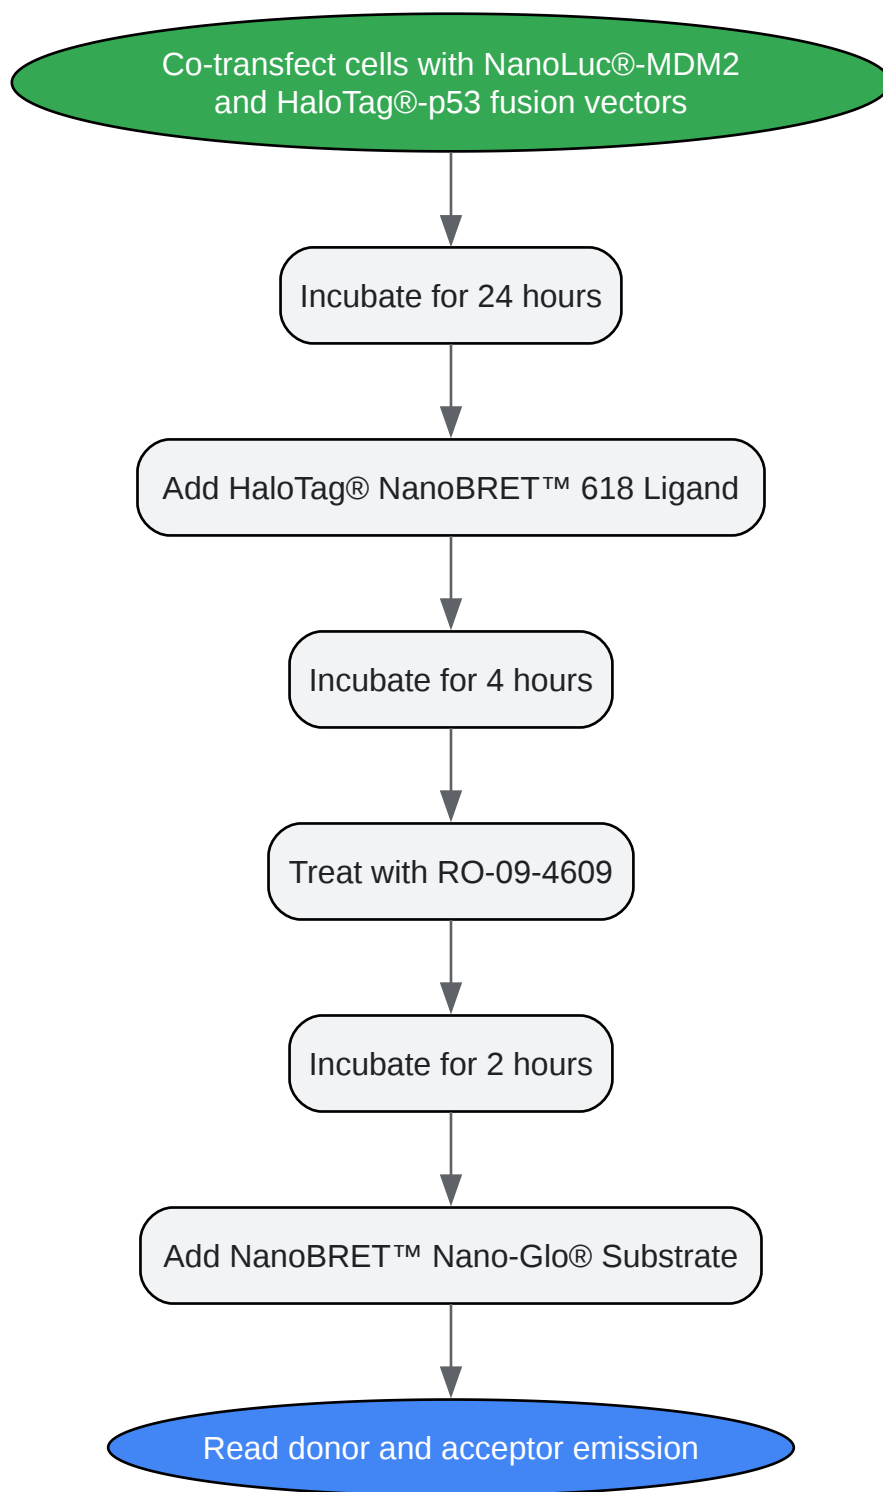 Co-transfect cells with NanoLuc®-MDM2
and HaloTag®-p53 fusion vectors
Incubate for 24 hours
Add HaloTag® NanoBRET™ 618 Ligand
Incubate for 4 hours
Treat with RO-09-4609
Incubate for 2 hours
Add NanoBRET™ Nano-Glo® Substrate
Read donor and acceptor emission